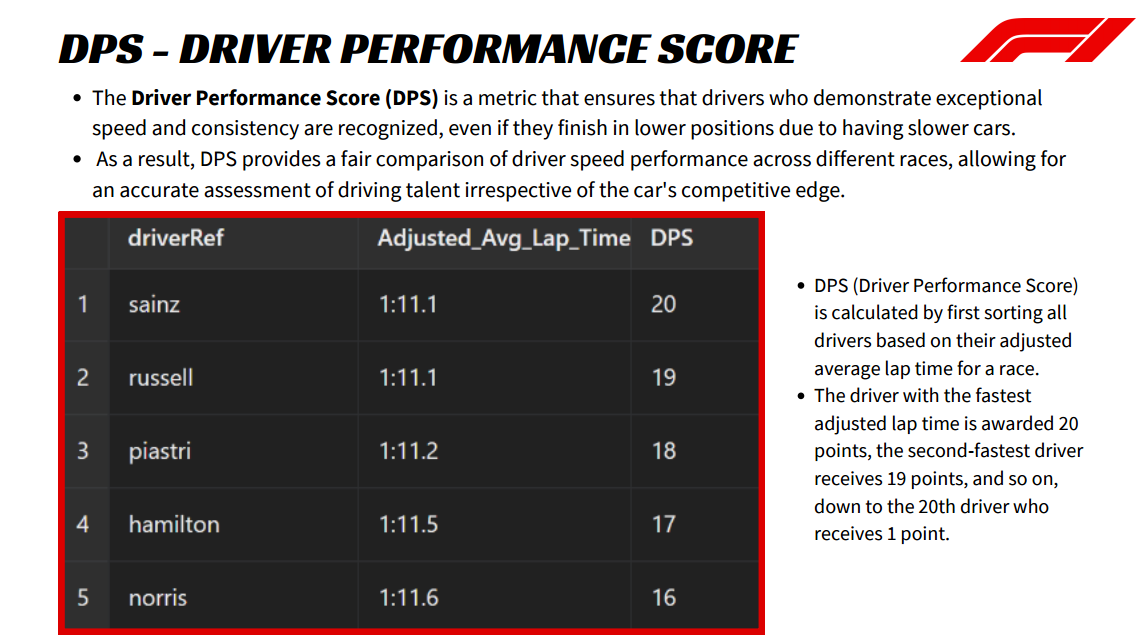 DPS - DRIVER PERFORMANCE SCORE
• The Driver Performance Score (DPS) is a metric that ensures that drivers who demonstrate exceptional
speed and consistency are recognized, even if they finish in lower positions due to having slower cars.
• As a result, DPS provides a fair comparison of driver speed performance across different races, allowing for
an accurate assessment of driving talent irrespective of the car's competitive edge.
driverRef Adjusted_Avg_Lap_Time DPS
1 sainz 1:11.1 20
2 russell 1:11.1 19
3 piastri 1:11.2 18
4 hamilton 1:11.5 17
5 norris 1:11.6 16
• DPS (Driver Performance Score)
is calculated by first sorting all
drivers based on their adjusted
average lap time for a race.
• The driver with the fastest
adjusted lap time is awarded 20
points, the second-fastest driver
receives 19 points, and so on,
down to the 20th driver who
receives 1 point.